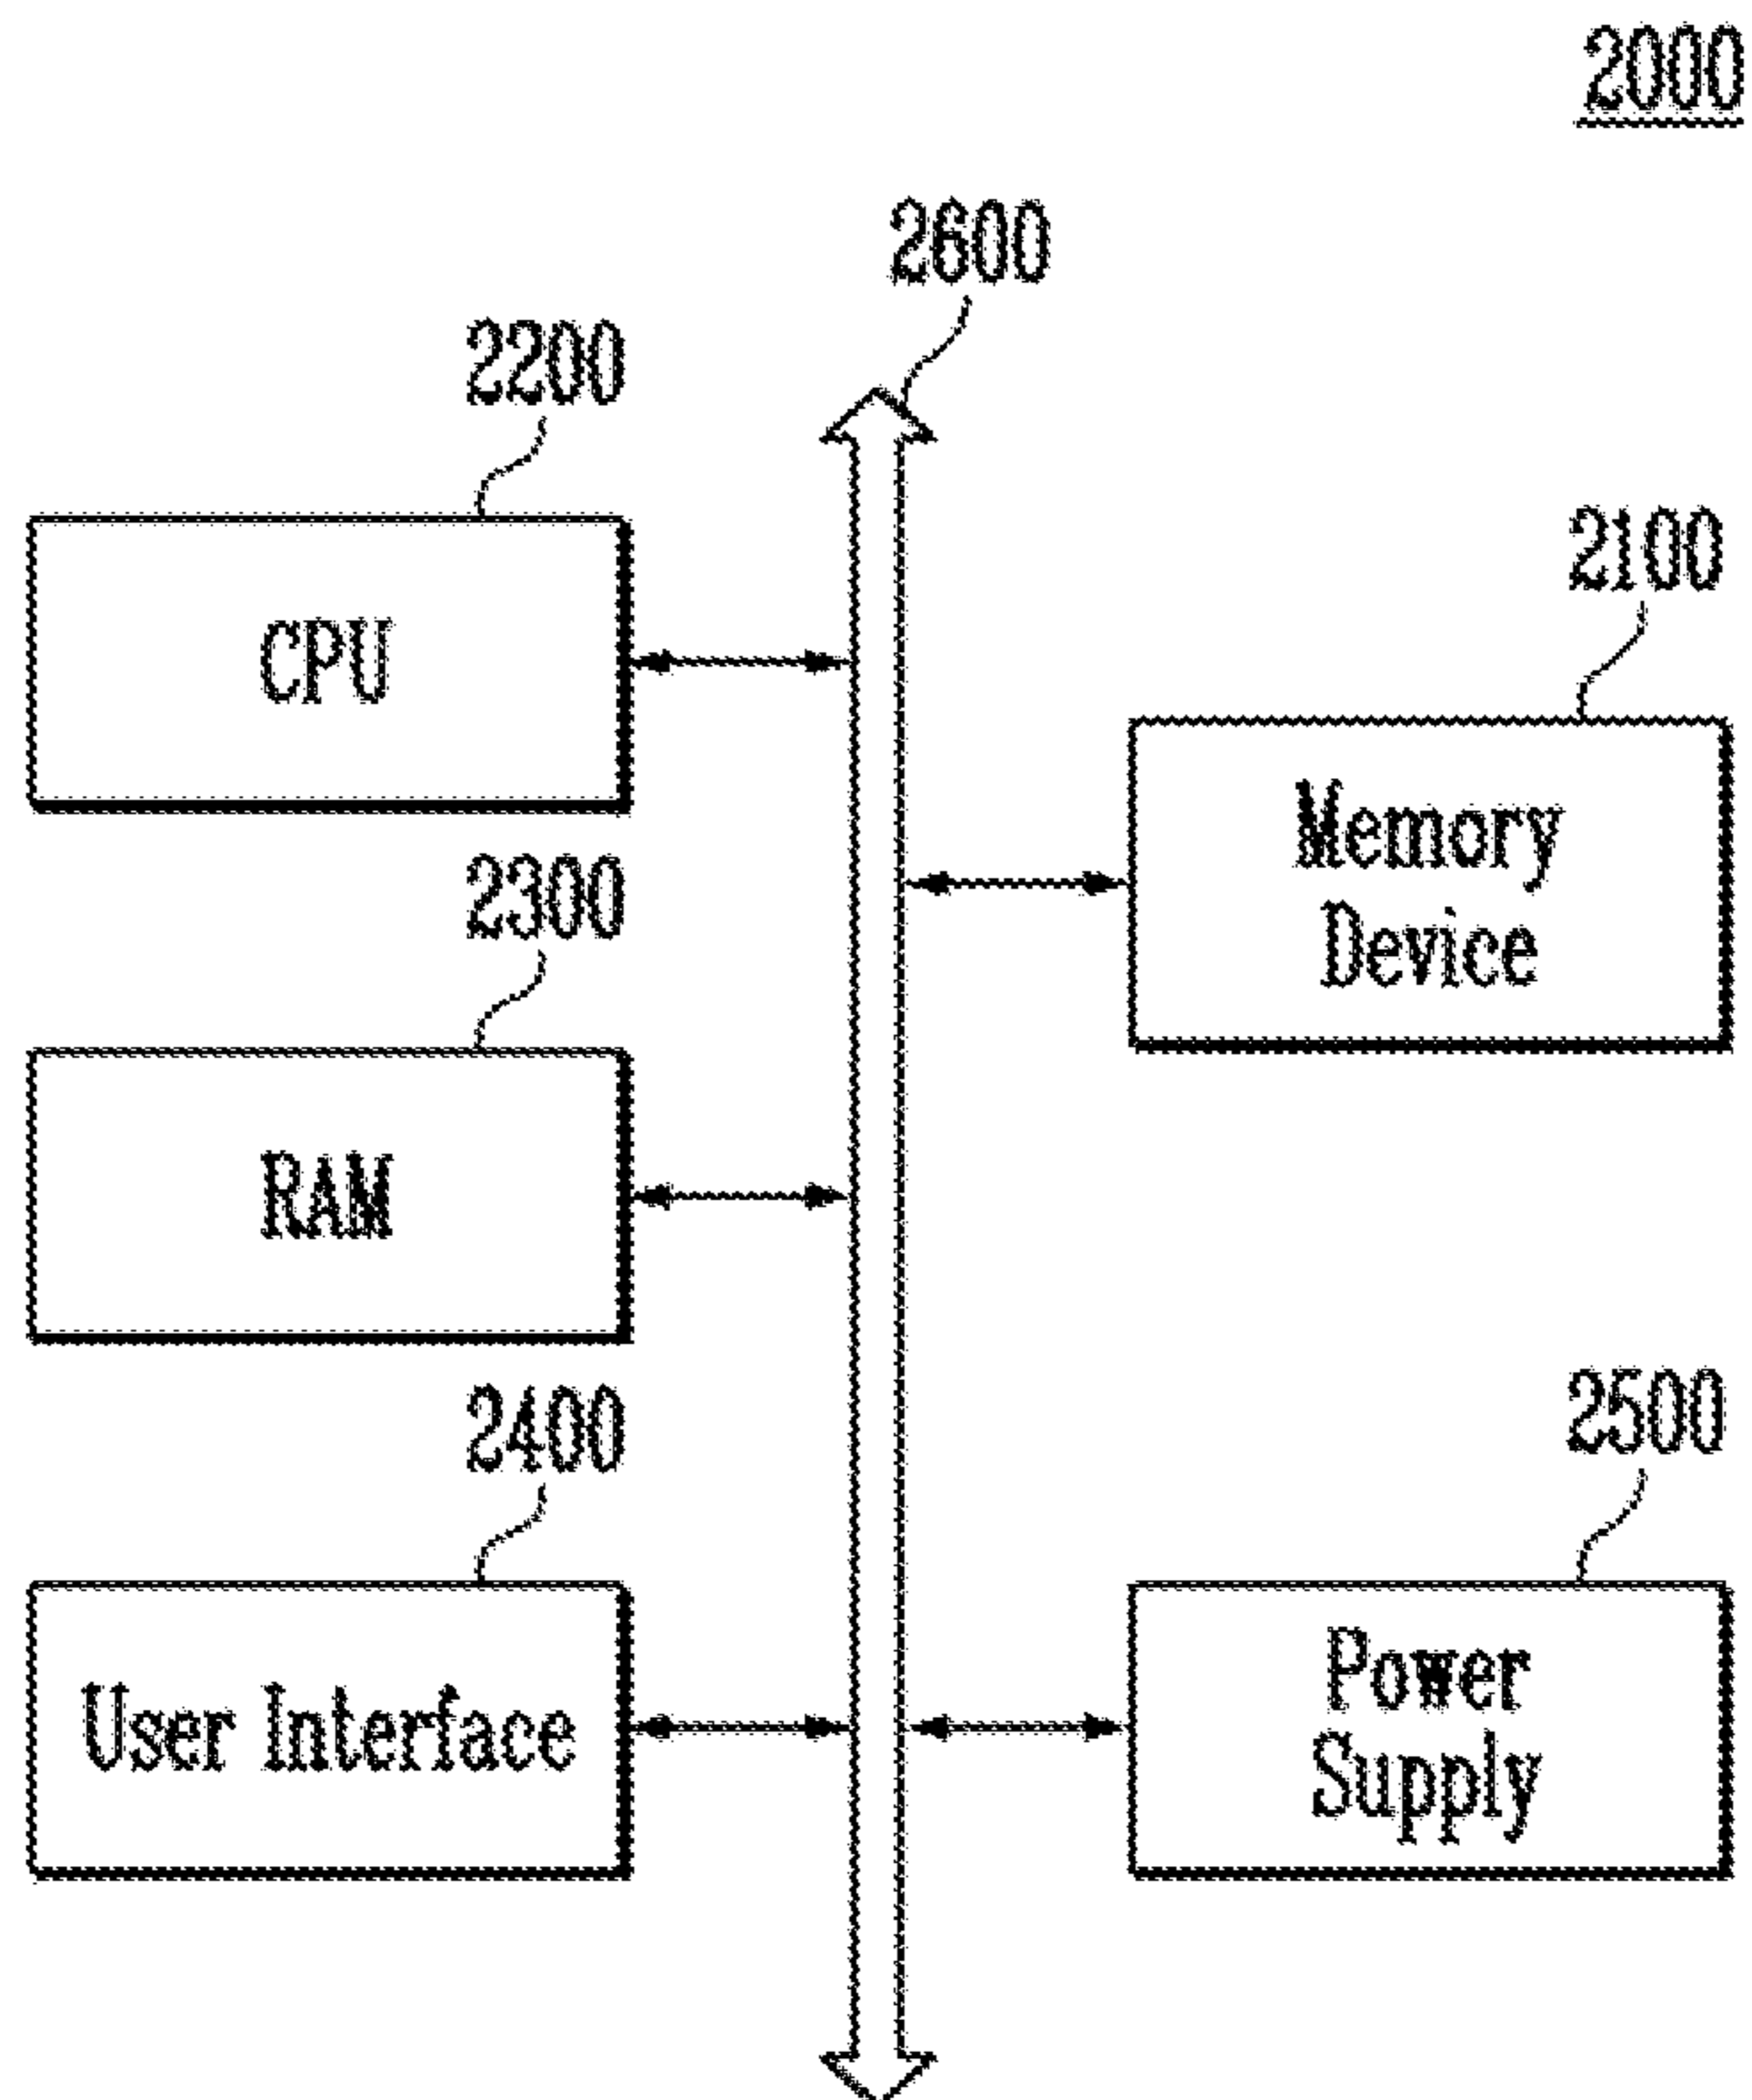 2000
2600
2200
CPU
2100
Memory
Device
2300
RAM
2400
User Interface
2500
Power
Supply